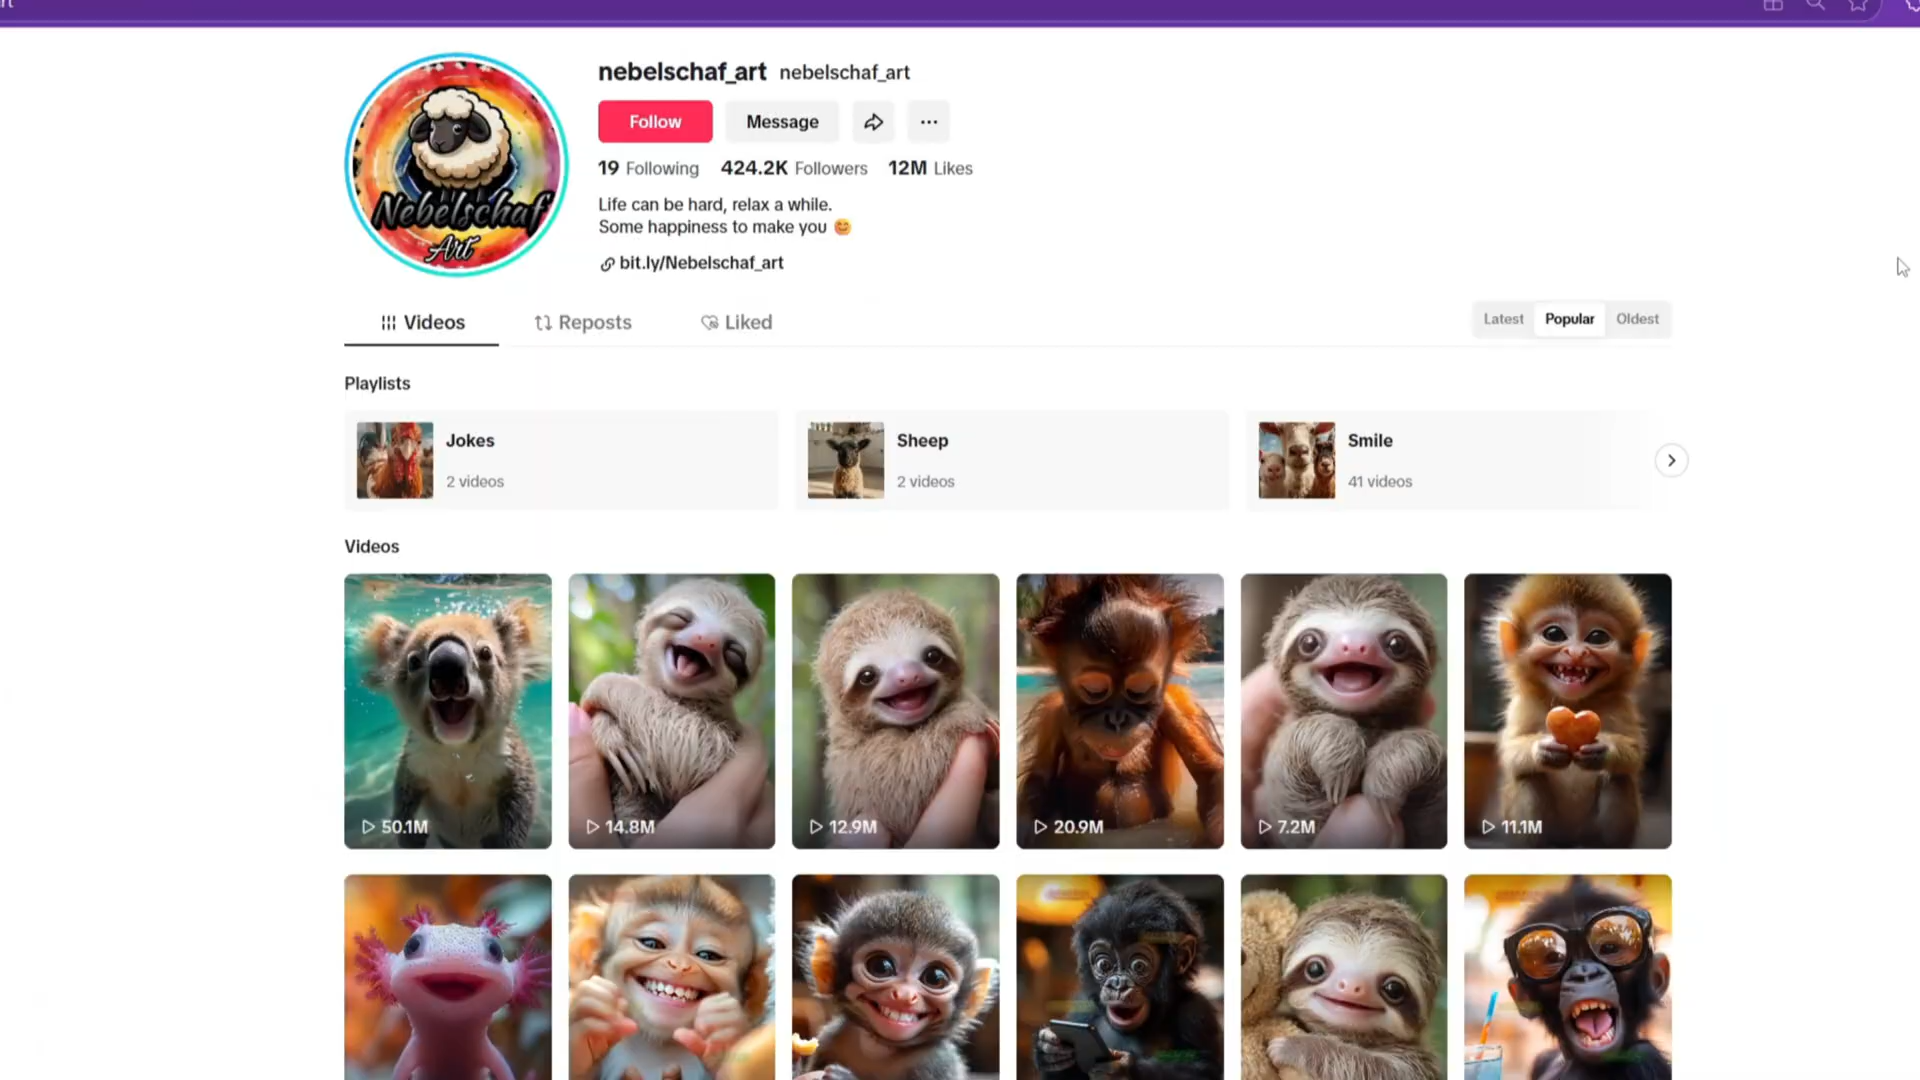 nebelschaf_art nebelschaf_art
Follow Message
19 Following 424.2K Followers 12M Likes
Life can be hard, relax a while.
Some happiness to make you 😊
bit.ly/Nebelschaf_art
Nebelschaf
Art
Videos Reposts Liked
Latest Popular Oldest
Playlists
Jokes
2 videos
Sheep
2 videos
Smile
41 videos
Videos
50.1M
14.8M
12.9M
20.9M
7.2M
11.1M